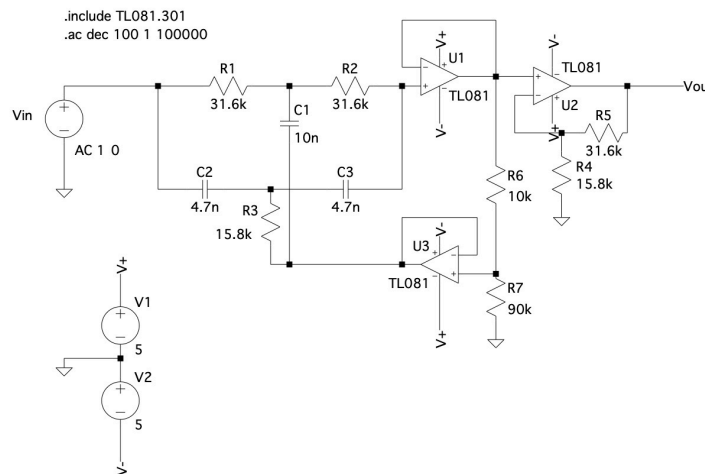 .include TL081.301
.ac dec 100 1 100000
Vin
AC 1 0
R1
31.6k
R2
31.6k
C1
10n
C2
4.7n
C3
4.7n
R3
15.8k
V+
+
−
+
−
U1
TL081
V-
V-
+
−
−
+
TL081
U2
V+
Vou
R5
31.6k
R4
15.8k
R6
10k
R7
90k
V-
U3
+
−
−
+
TL081
V+
V+
V1
+
−
5
V2
+
−
5
V-